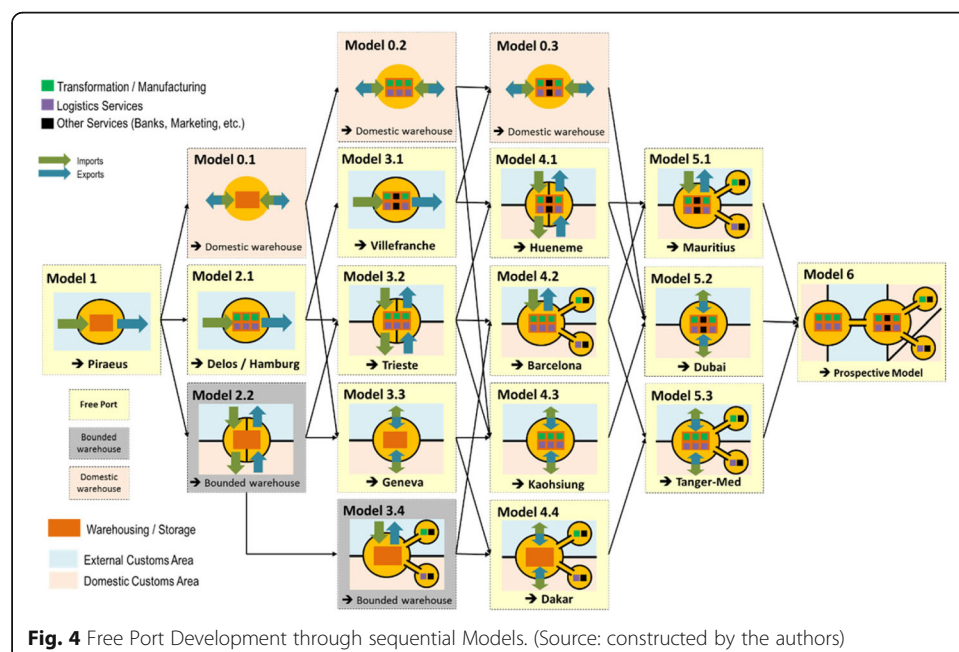 Transformation / Manufacturing
Logistics Services
Other Services (Banks, Marketing, etc.)
Imports
Exports
Model 0.1
→ Domestic warehouse
Model 0.2
→ Domestic warehouse
Model 0.3
→ Domestic warehouse
Model 1
→ Piraeus
Model 2.1
→ Delos / Hamburg
Model 2.2
→ Bounded warehouse
Model 3.1
→ Villefranche
Model 3.2
→ Trieste
Model 3.3
→ Geneva
Model 3.4
→ Bounded warehouse
Model 4.1
→ Hueneme
Model 4.2
→ Barcelona
Model 4.3
→ Kaohsiung
Model 4.4
→ Dakar
Model 5.1
→ Mauritius
Model 5.2
→ Dubai
Model 5.3
→ Tanger-Med
Model 6
→ Prospective Model
Free Port
Bounded
warehouse
Domestic
warehouse
Warehousing / Storage
External Customs Area
Domestic Customs Area
Fig. 4 Free Port Development through sequential Models. (Source: constructed by the authors)